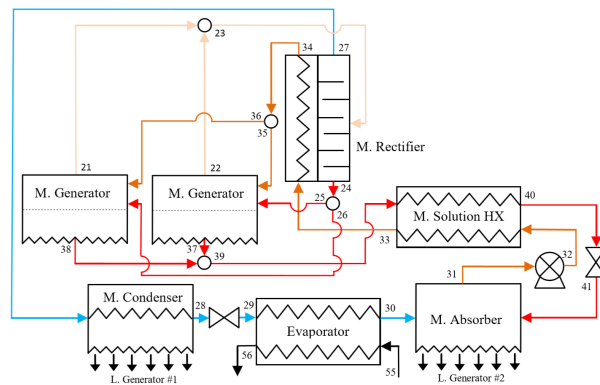 23
34
27
36
35
M. Rectifier
21
22
M. Generator
M. Generator
24
25
26
40
M. Solution HX
33
38
37
39
31
32
41
M. Condenser
28
29
30
Evaporator
M. Absorber
56
55
L. Generator #1
L. Generator #2